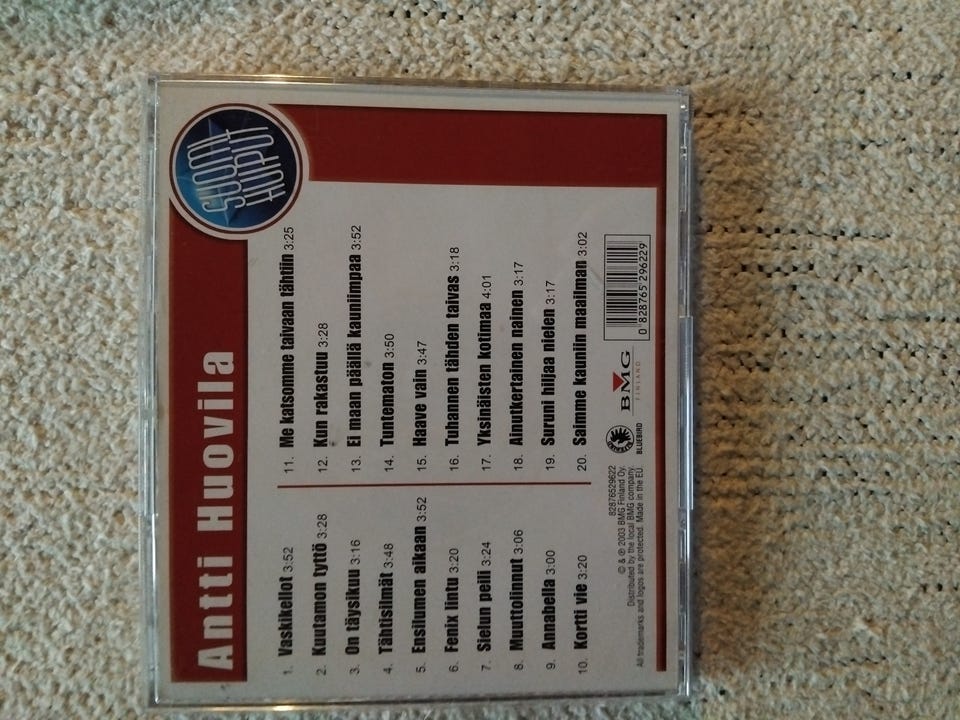 Antti Huovila
SUOMI
HUIPUT
1. Vaskikellot 3:52
2. Kuutamon tyttö 3:28
3. On täysikuu 3:16
4. Tähtisilmät 3:48
5. Ensilumen aikaan 3:52
6. Fenix lintu 3:20
7. Sielun peili 3:24
8. Muuttolinnut 3:06
9. Annabella 3:00
10. Kortti vie 3:20
11. Me katsomme taivaan tähtiin 3:25
12. Kun rakastuu 3:28
13. Ei maan päällä kauniimpaa 3:52
14. Tuntematon 3:50
15. Haave vain 3:47
16. Tuhannen tähden taivas 3:18
17. Yksinäisten kotimaa 4:01
18. Ainutkertainen nainen 3:17
19. Suruni hiljaa nielen 3:17
20. Saimme kauniin maailman 3:02
82876529622
© & ℗ 2003 BMG Finland Oy.
Distributed by the local BMG company.
All trademarks and logos are protected. Made in the EU.
BLUEBIRD
BMG
FINLAND
0 828765 296229